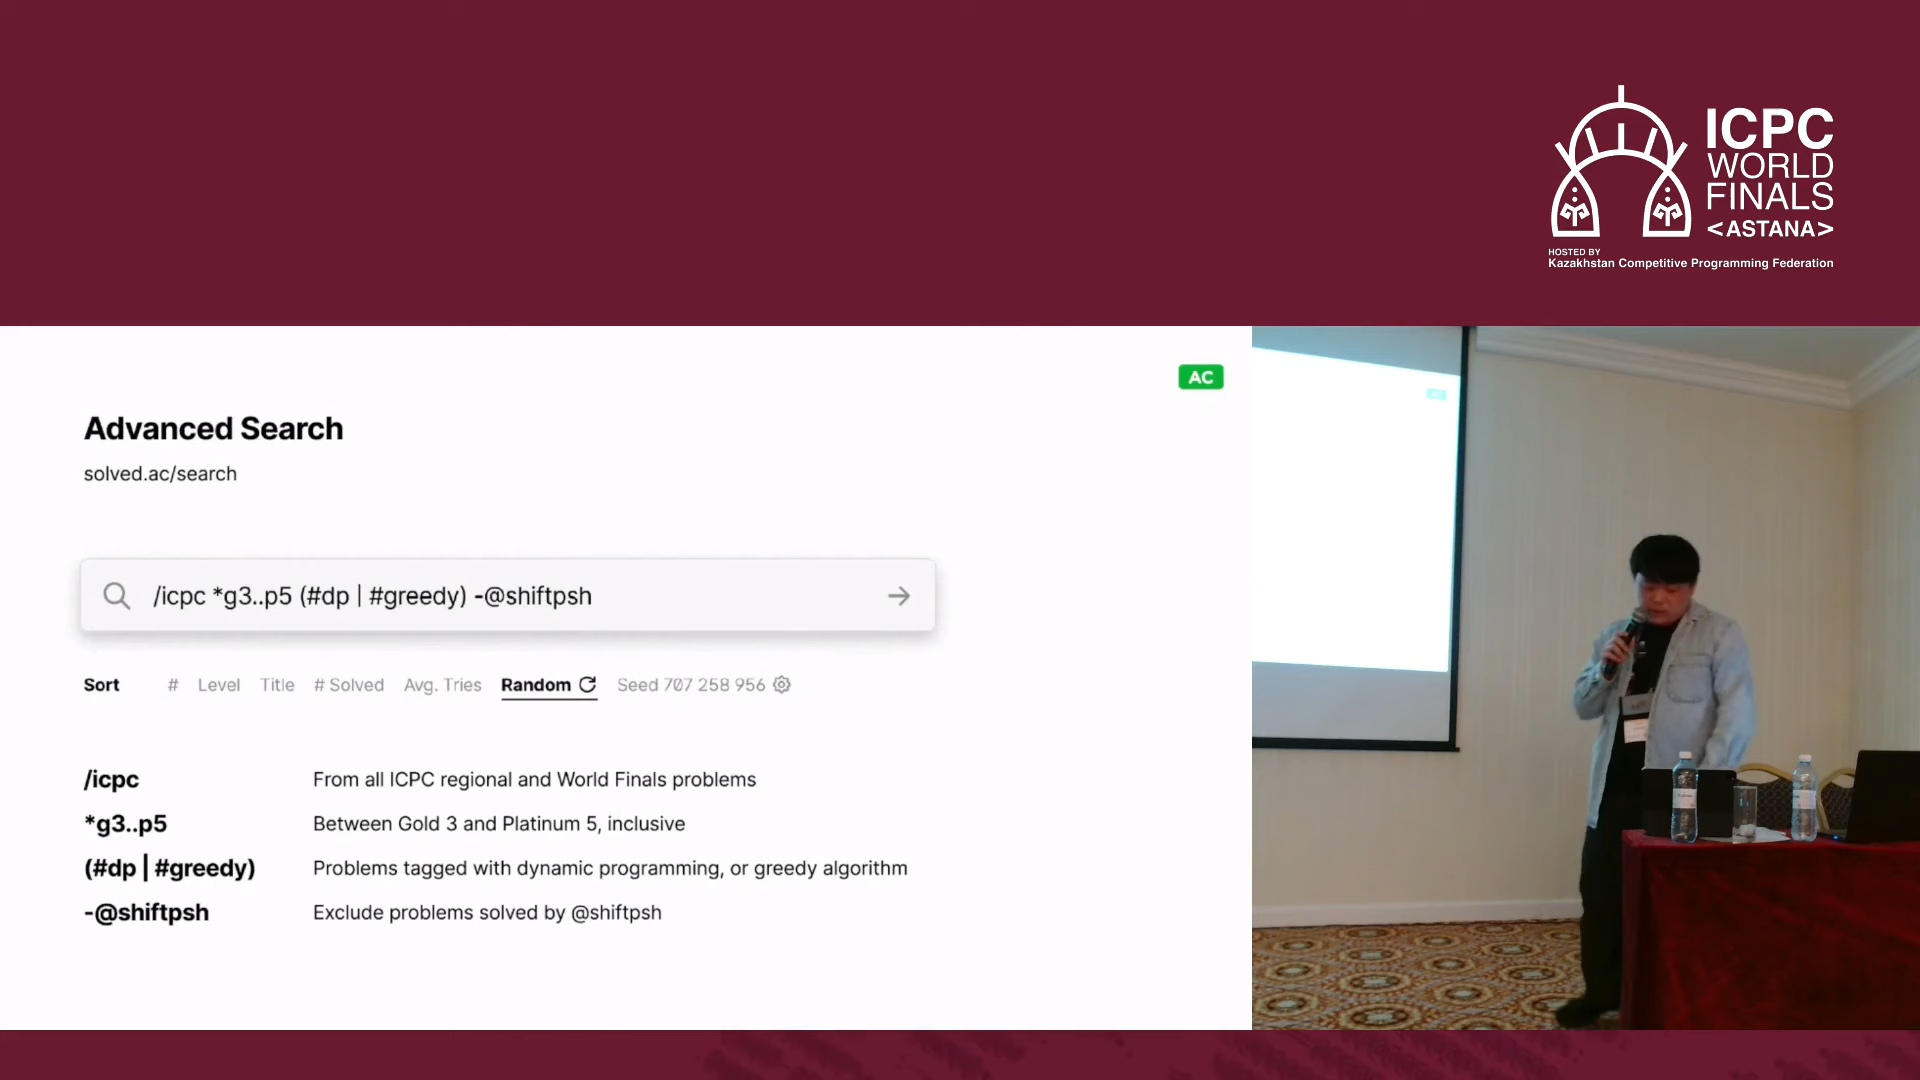 ICPC
WORLD
FINALS
<ASTANA>
HOSTED BY
Kazakhstan Competitive Programming Federation
AC
Advanced Search
solved.ac/search
/icpc *g3..p5 (#dp | #greedy) -@shiftpsh
Sort # Level Title # Solved Avg. Tries Random Seed 707 258 956
/icpc From all ICPC regional and World Finals problems
*g3..p5 Between Gold 3 and Platinum 5, inclusive
(#dp | #greedy) Problems tagged with dynamic programming, or greedy algorithm
-@shiftpsh Exclude problems solved by @shiftpsh